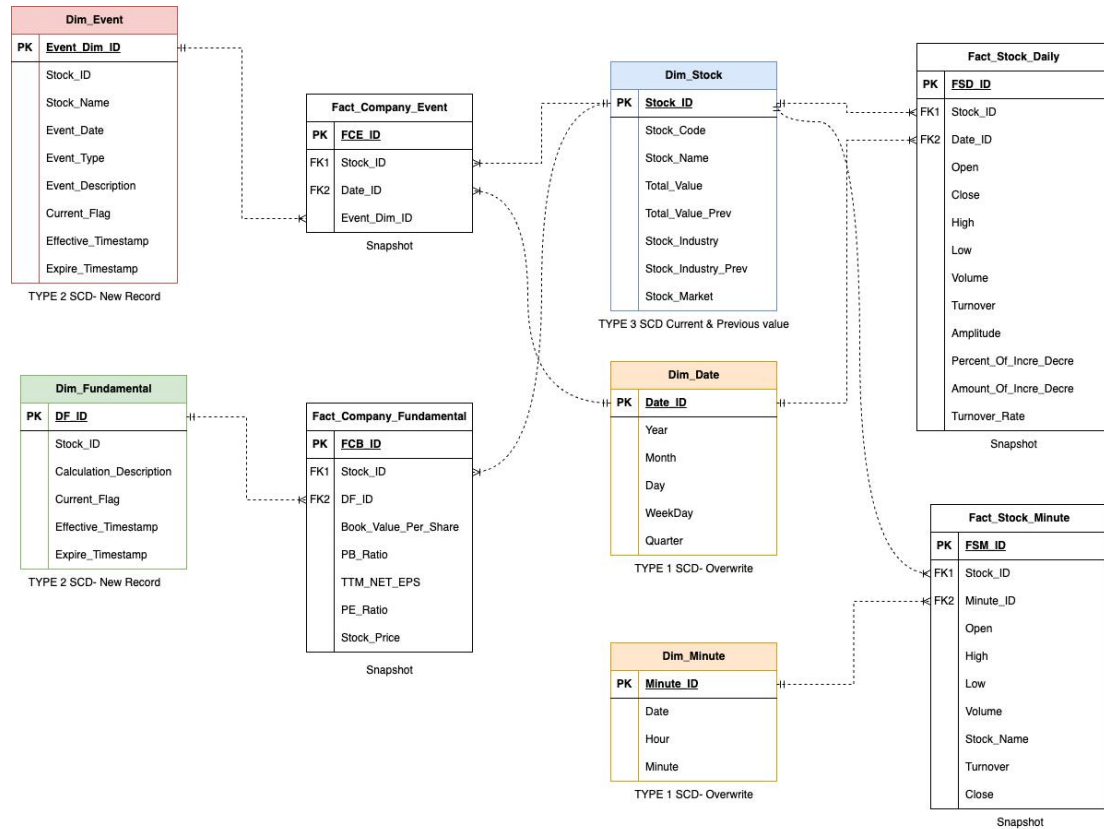 Dim_Event
PK Event_Dim_ID
Stock_ID
Stock_Name
Event_Date
Event_Type
Event_Description
Current_Flag
Effective_Timestamp
Expire_Timestamp
TYPE 2 SCD- New Record
Dim_Fundamental
PK DF_ID
Stock_ID
Calculation_Description
Current_Flag
Effective_Timestamp
Expire_Timestamp
TYPE 2 SCD- New Record
Fact_Company_Event
PK FCE_ID
FK1 Stock_ID
FK2 Date_ID
Event_Dim_ID
Snapshot
Fact_Company_Fundamental
PK FCB_ID
FK1 Stock_ID
FK2 DF_ID
Book_Value_Per_Share
PB_Ratio
TTM_NET_EPS
PE_Ratio
Stock_Price
Snapshot
Dim_Stock
PK Stock_ID
Stock_Code
Stock_Name
Total_Value
Total_Value_Prev
Stock_Industry
Stock_Industry_Prev
Stock_Market
TYPE 3 SCD Current & Previous value
Dim_Date
PK Date_ID
Year
Month
Day
WeekDay
Quarter
TYPE 1 SCD- Overwrite
Dim_Minute
PK Minute_ID
Date
Hour
Minute
TYPE 1 SCD- Overwrite
Fact_Stock_Daily
PK FSD_ID
FK1 Stock_ID
FK2 Date_ID
Open
Close
High
Low
Volume
Turnover
Amplitude
Percent_Of_Incre_Decre
Amount_Of_Incre_Decre
Turnover_Rate
Snapshot
Fact_Stock_Minute
PK FSM_ID
FK1 Stock_ID
FK2 Minute_ID
Open
High
Low
Volume
Stock_Name
Turnover
Close
Snapshot